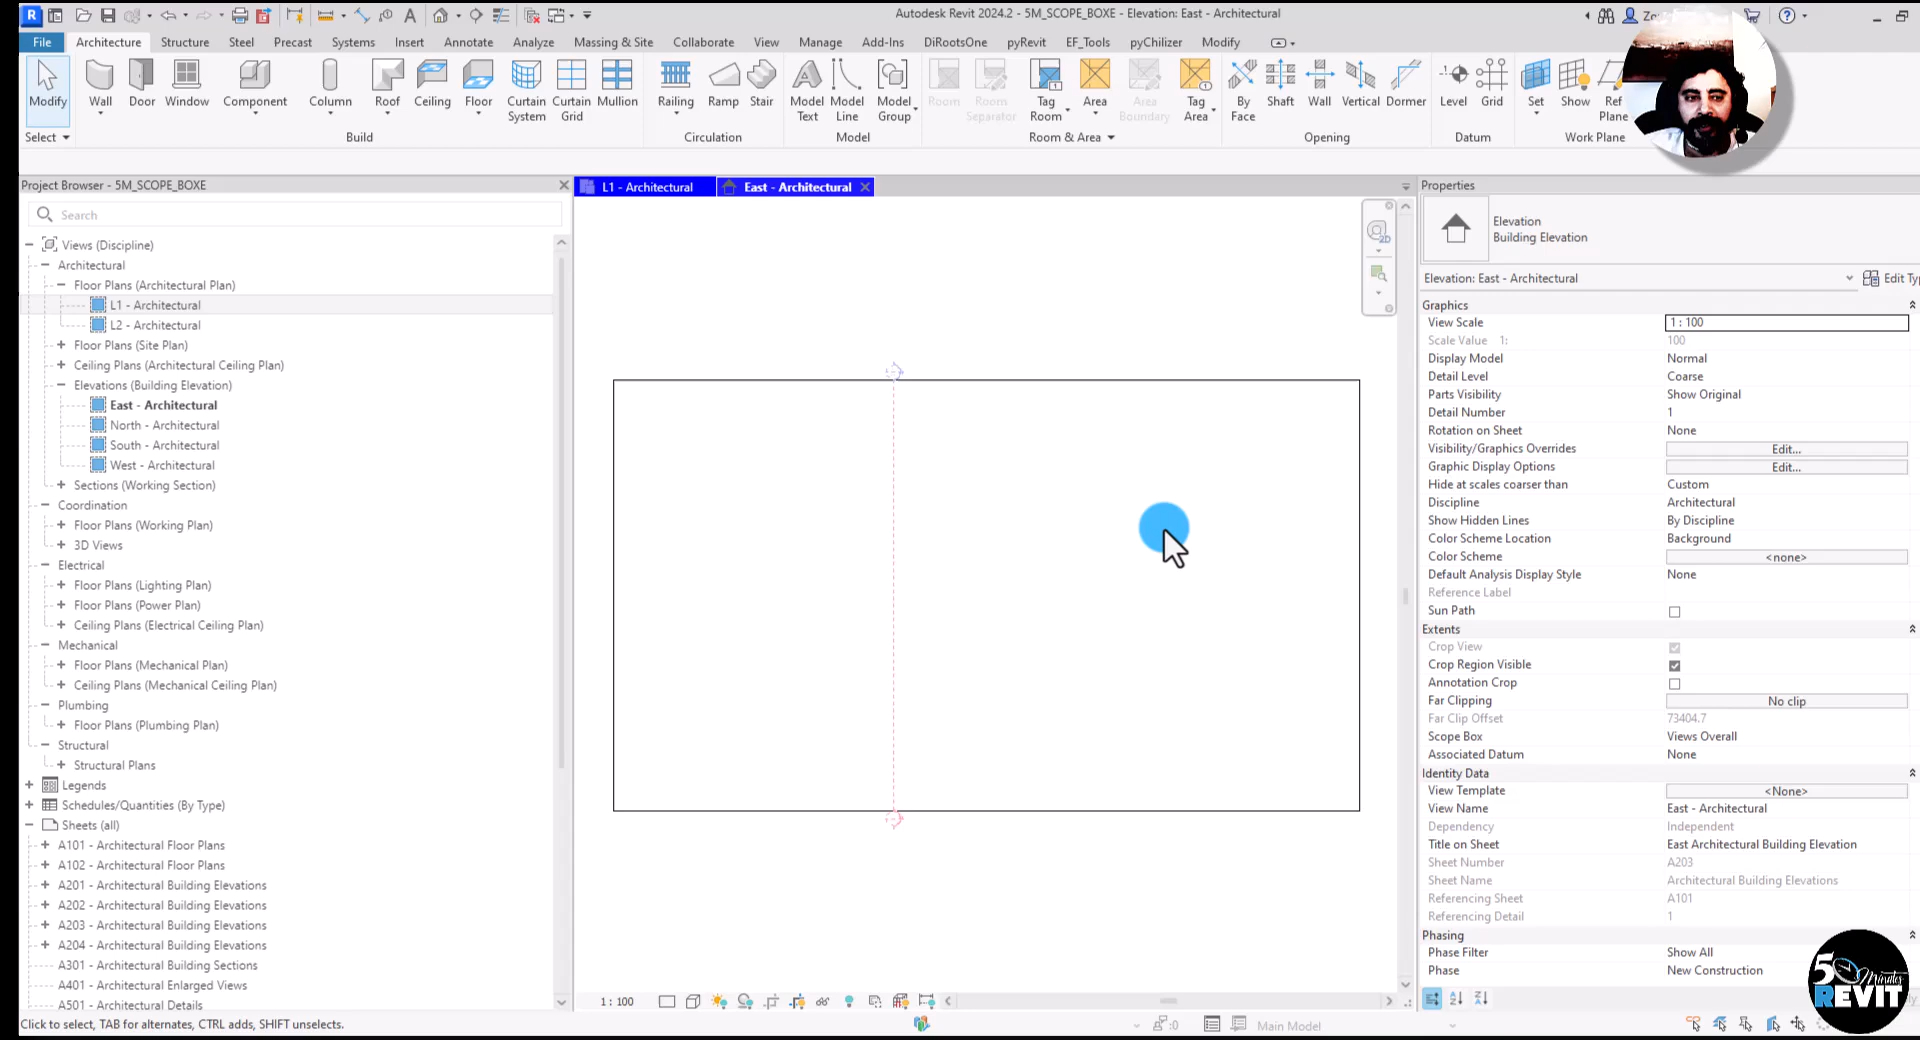 Autodesk Revit 2024.2 - 5M_SCOPE_BOXE - Elevation: East - Architectural
File Architecture Structure Steel Precast Systems Insert Annotate Analyze Massing & Site Collaborate View Manage Add-Ins DiRootsOne pyRevit EF_Tools pyChilizer Modify
Modify Wall Door Window Component Column Roof Ceiling Floor Curtain System Curtain Grid Mullion Railing Ramp Stair Model Text Model Line Model Group Room Room Separator Tag Room Area Area Boundary Tag Area By Face Shaft Wall Vertical Dormer Level Grid Set Show Ref Plane
Select Build Circulation Model Room & Area Opening Datum Work Plane
Project Browser - 5M_SCOPE_BOXE
Search
Views (Discipline)
Architectural
Floor Plans (Architectural Plan)
L1 - Architectural
L2 - Architectural
Floor Plans (Site Plan)
Ceiling Plans (Architectural Ceiling Plan)
Elevations (Building Elevation)
East - Architectural
North - Architectural
South - Architectural
West - Architectural
Sections (Working Section)
Coordination
Floor Plans (Working Plan)
3D Views
Electrical
Floor Plans (Lighting Plan)
Floor Plans (Power Plan)
Ceiling Plans (Electrical Ceiling Plan)
Mechanical
Floor Plans (Mechanical Plan)
Ceiling Plans (Mechanical Ceiling Plan)
Plumbing
Floor Plans (Plumbing Plan)
Structural
Structural Plans
Legends
Schedules/Quantities (By Type)
Sheets (all)
A101 - Architectural Floor Plans
A102 - Architectural Floor Plans
A201 - Architectural Building Elevations
A202 - Architectural Building Elevations
A203 - Architectural Building Elevations
A204 - Architectural Building Elevations
A301 - Architectural Building Sections
A401 - Architectural Enlarged Views
A501 - Architectural Details
L1 - Architectural East - Architectural
2D
1 : 100
Properties
Elevation
Building Elevation
Elevation: East - Architectural Edit Ty
Graphics
View Scale 1 : 100
Scale Value 1: 100
Display Model Normal
Detail Level Coarse
Parts Visibility Show Original
Detail Number 1
Rotation on Sheet None
Visibility/Graphics Overrides Edit...
Graphic Display Options Edit...
Hide at scales coarser than Custom
Discipline Architectural
Show Hidden Lines By Discipline
Color Scheme Location Background
Color Scheme <none>
Default Analysis Display Style None
Reference Label
Sun Path
Extents
Crop View
Crop Region Visible
Annotation Crop
Far Clipping No clip
Far Clip Offset 73404.7
Scope Box Views Overall
Associated Datum None
Identity Data
View Template <None>
View Name East - Architectural
Dependency Independent
Title on Sheet East Architectural Building Elevation
Sheet Number A203
Sheet Name Architectural Building Elevations
Referencing Sheet A101
Referencing Detail 1
Phasing
Phase Filter Show All
Phase New Construction
5 Minutes
REVIT
Click to select, TAB for alternates, CTRL adds, SHIFT unselects.
:0 Main Model